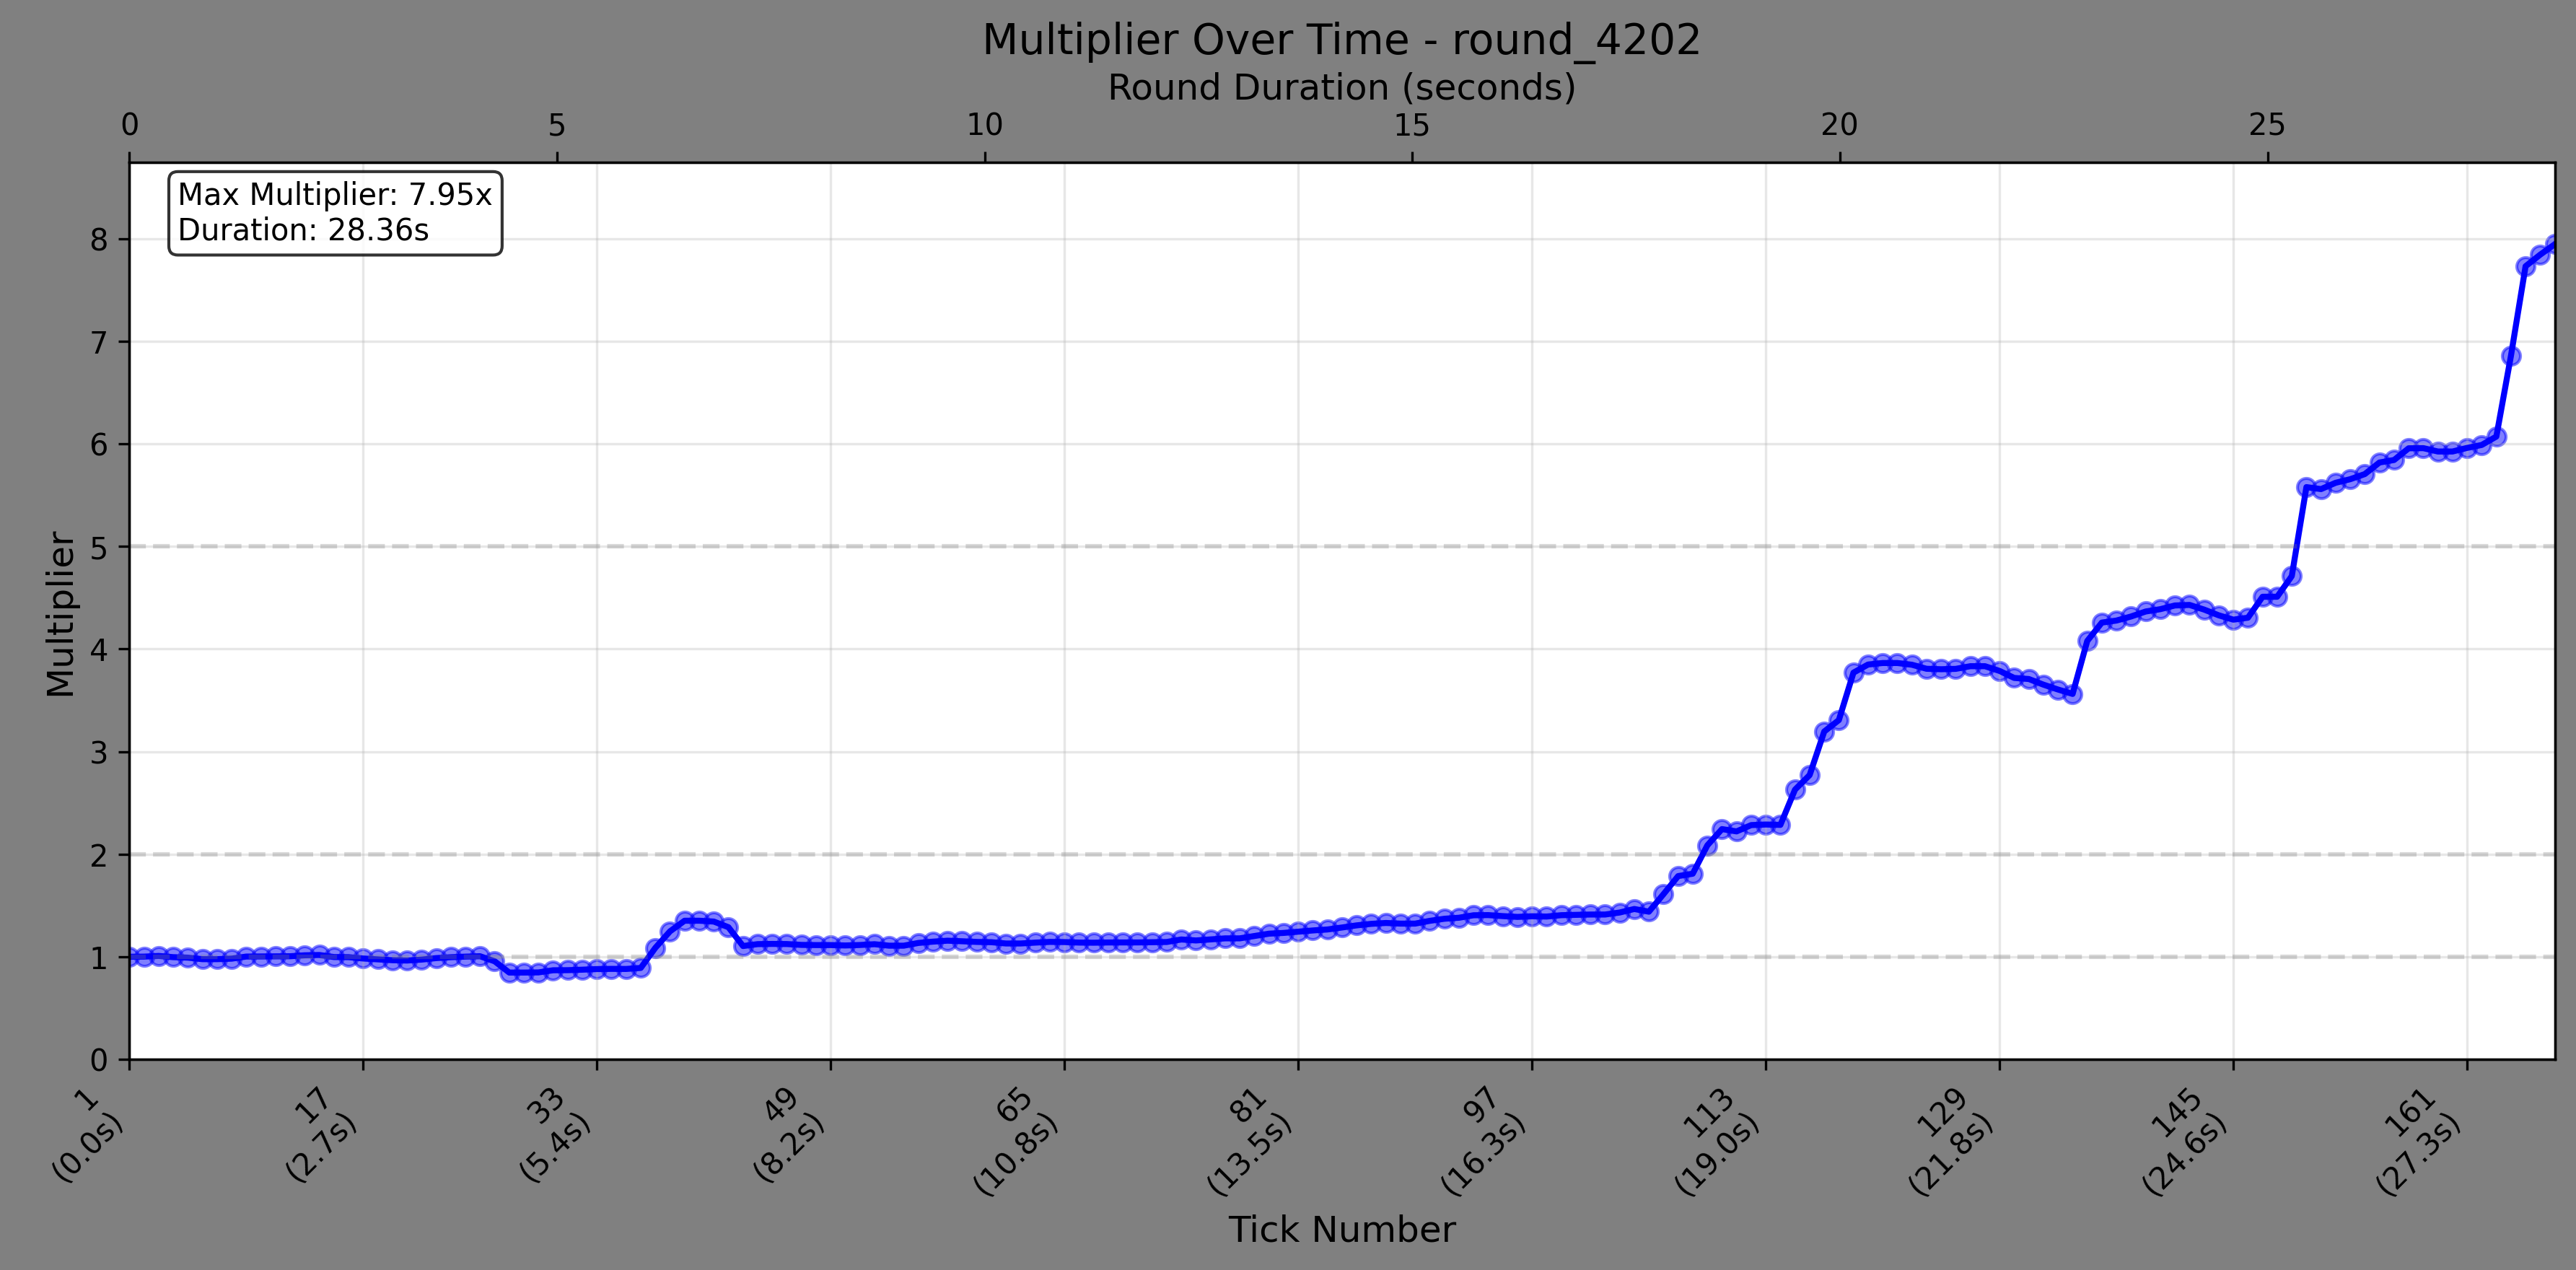 Multiplier Over Time - round_4202
Round Duration (seconds)
0 5 10 15 20 25
Max Multiplier: 7.95x
Duration: 28.36s
8
7
6
5
4
3
2
1
0
Multiplier
1 17 33 49 65 81 97 113 129 145 161
(0.0s) (2.7s) (5.4s) (8.2s) (10.8s) (13.5s) (16.3s) (19.0s) (21.8s) (24.6s) (27.3s)
Tick Number